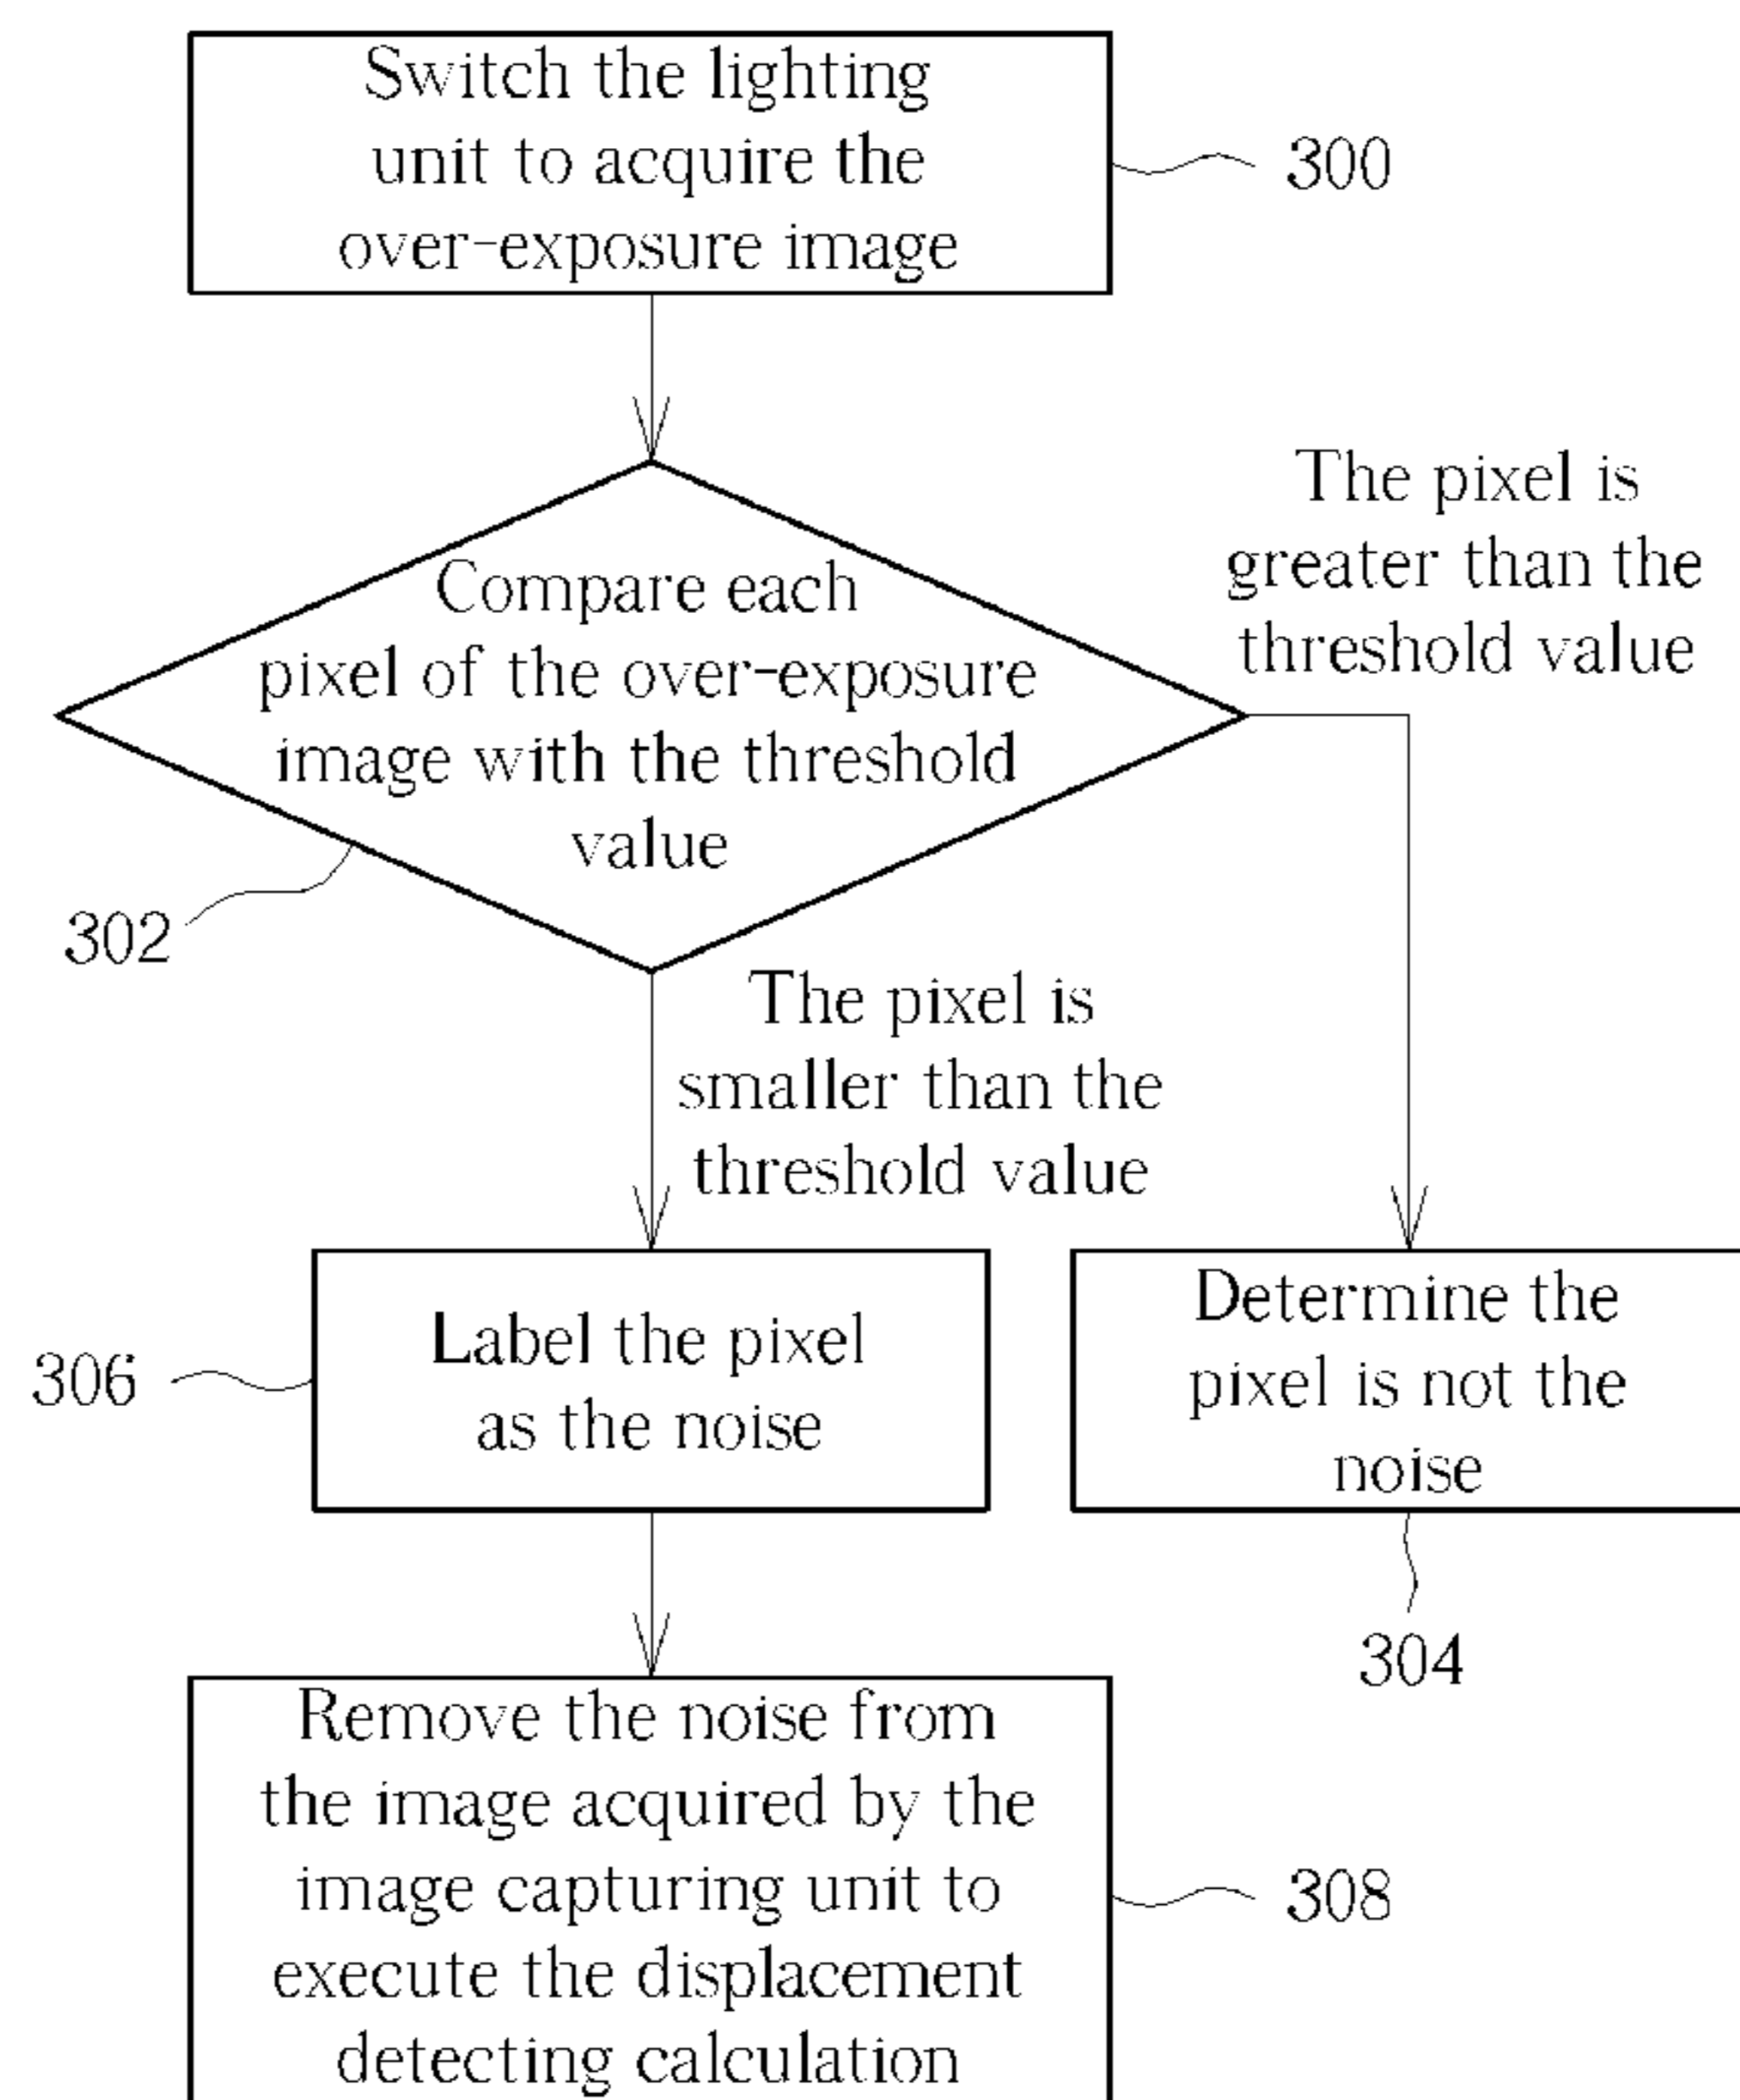 Switch the lighting
unit to acquire the
over-exposure image
300
The pixel is
greater than the
threshold value
Compare each
pixel of the over-exposure
image with the threshold
value
302
The pixel is
smaller than the
threshold value
Label the pixel
as the noise
306
Determine the
pixel is not the
noise
304
Remove the noise from
the image acquired by the
image capturing unit to
execute the displacement
detecting calculation
308